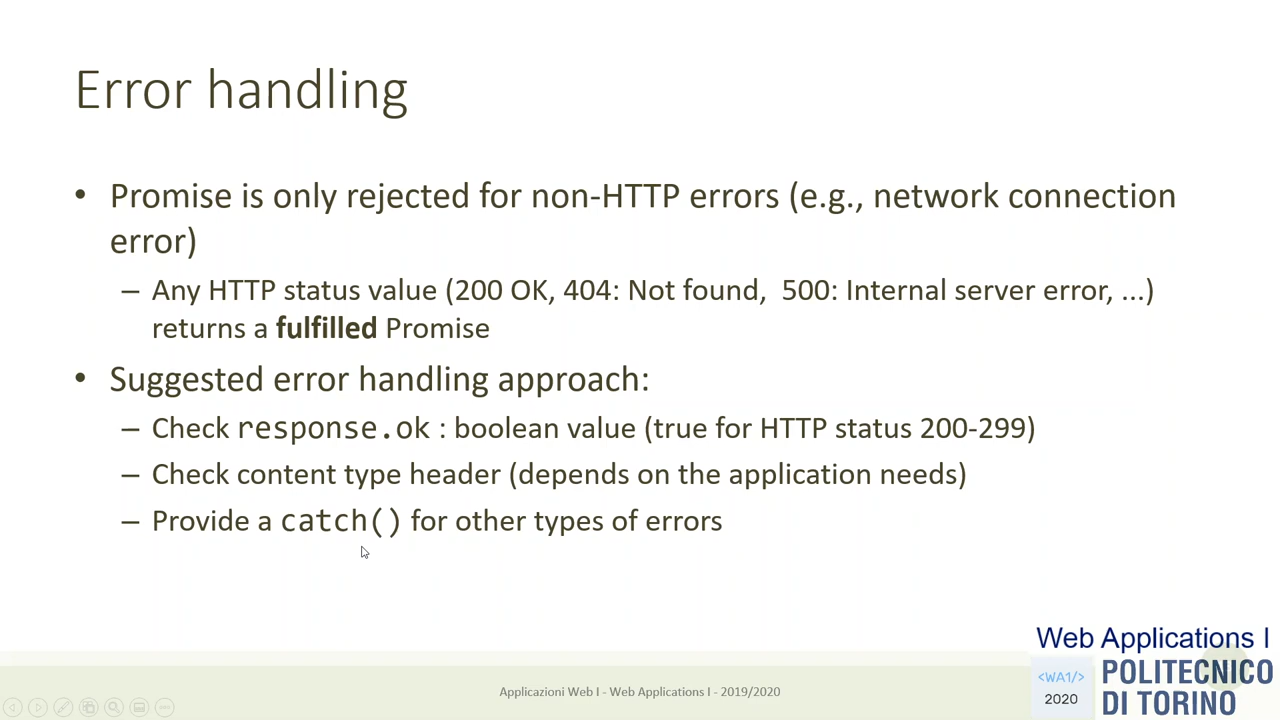 Error handling
• Promise is only rejected for non-HTTP errors (e.g., network connection
error)
– Any HTTP status value (200 OK, 404: Not found,  500: Internal server error, ...)
returns a fulfilled Promise
• Suggested error handling approach:
– Check response.ok : boolean value (true for HTTP status 200-299)
– Check content type header (depends on the application needs)
– Provide a catch() for other types of errors
Web Applications I
Applicazioni Web I - Web Applications I - 2019/2020
<WA1/>
2020
POLITECNICO
DI TORINO